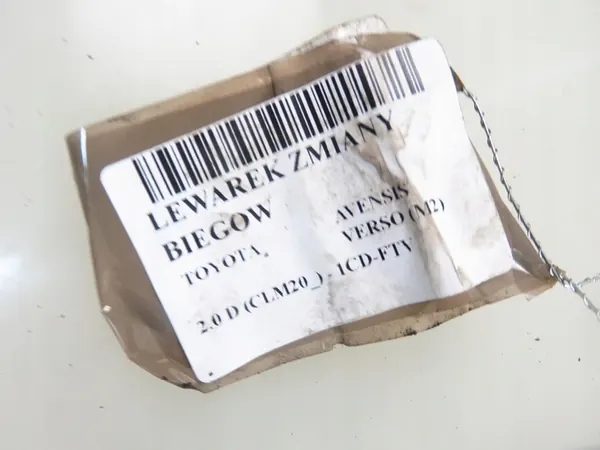 LEWAREK ZMIANY
BIEGOW
TOYOTA
AVENSIS
VERSO (M2)
2.0 D (CLM20_) - 1CD-FTV